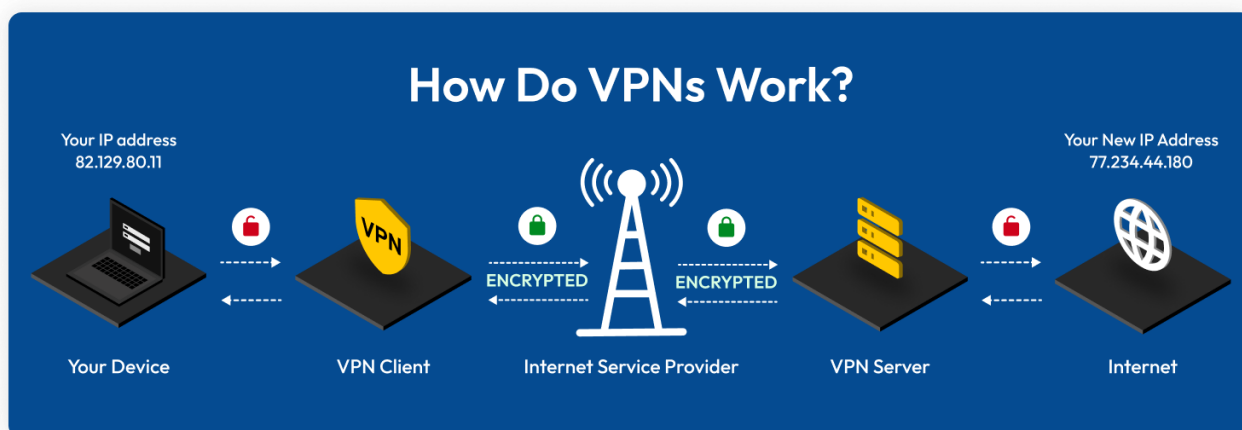 How Do VPNs Work?
Your IP address
82.129.80.11
Your New IP Address
77.234.44.180
VPN
ENCRYPTED
ENCRYPTED
Your Device
VPN Client
Internet Service Provider
VPN Server
Internet